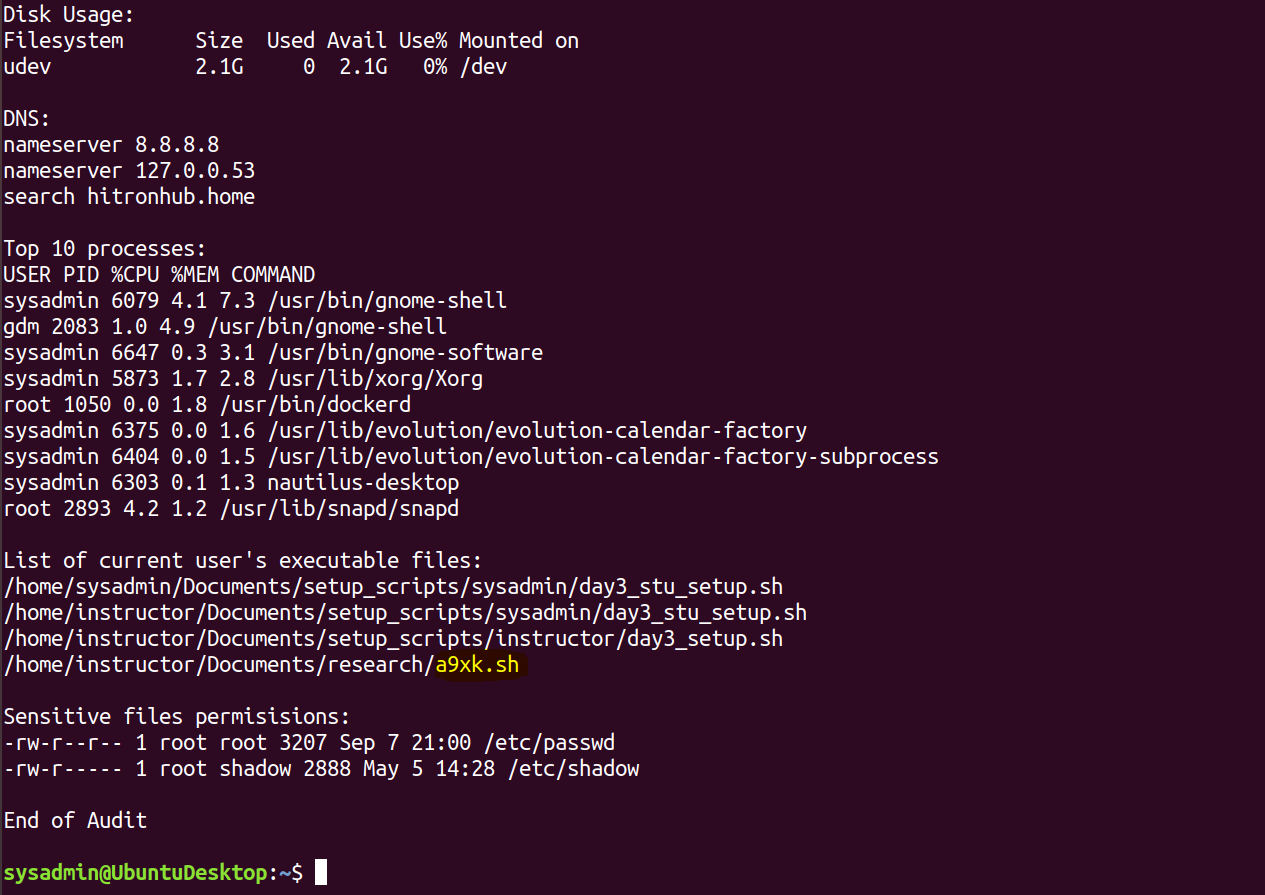 Disk Usage:
Filesystem      Size  Used Avail Use% Mounted on
udev            2.1G     0  2.1G   0% /dev

DNS:
nameserver 8.8.8.8
nameserver 127.0.0.53
search hitronhub.home

Top 10 processes:
USER PID %CPU %MEM COMMAND
sysadmin 6079 4.1 7.3 /usr/bin/gnome-shell
gdm 2083 1.0 4.9 /usr/bin/gnome-shell
sysadmin 6647 0.3 3.1 /usr/bin/gnome-software
sysadmin 5873 1.7 2.8 /usr/lib/xorg/Xorg
root 1050 0.0 1.8 /usr/bin/dockerd
sysadmin 6375 0.0 1.6 /usr/lib/evolution/evolution-calendar-factory
sysadmin 6404 0.0 1.5 /usr/lib/evolution/evolution-calendar-factory-subprocess
sysadmin 6303 0.1 1.3 nautilus-desktop
root 2893 4.2 1.2 /usr/lib/snapd/snapd

List of current user's executable files:
/home/sysadmin/Documents/setup_scripts/sysadmin/day3_stu_setup.sh
/home/instructor/Documents/setup_scripts/sysadmin/day3_stu_setup.sh
/home/instructor/Documents/setup_scripts/instructor/day3_setup.sh
/home/instructor/Documents/research/a9xk.sh

Sensitive files permisisions:
-rw-r--r-- 1 root root 3207 Sep 7 21:00 /etc/passwd
-rw-r----- 1 root shadow 2888 May 5 14:28 /etc/shadow

End of Audit

sysadmin@UbuntuDesktop:~$